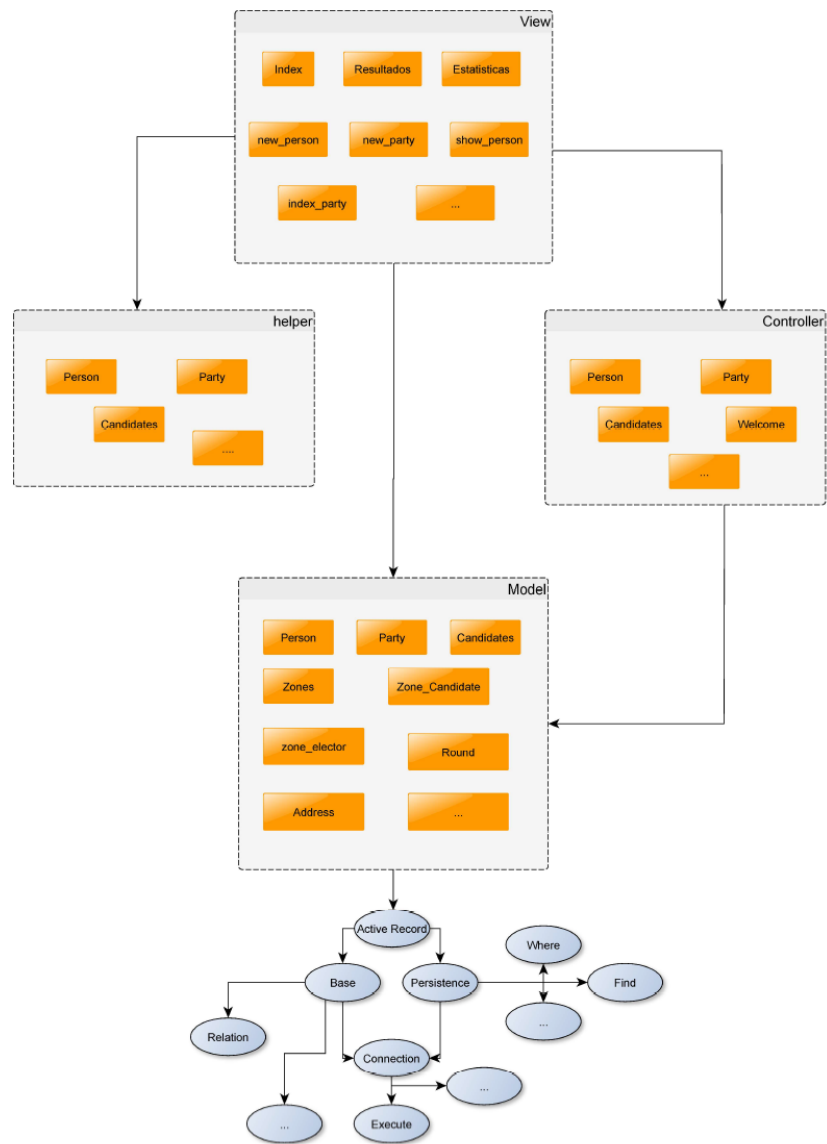 View
Index
Resultados
Estatisticas
new_person
new_party
show_person
index_party
...
helper
Person
Party
Candidates
....
Controller
Person
Party
Candidates
Welcome
...
Model
Person
Party
Candidates
Zones
Zone_Candidate
zone_elector
Round
Address
...
Active Record
Where
Base
Persistence
Find
...
Relation
Connection
...
...
Execute